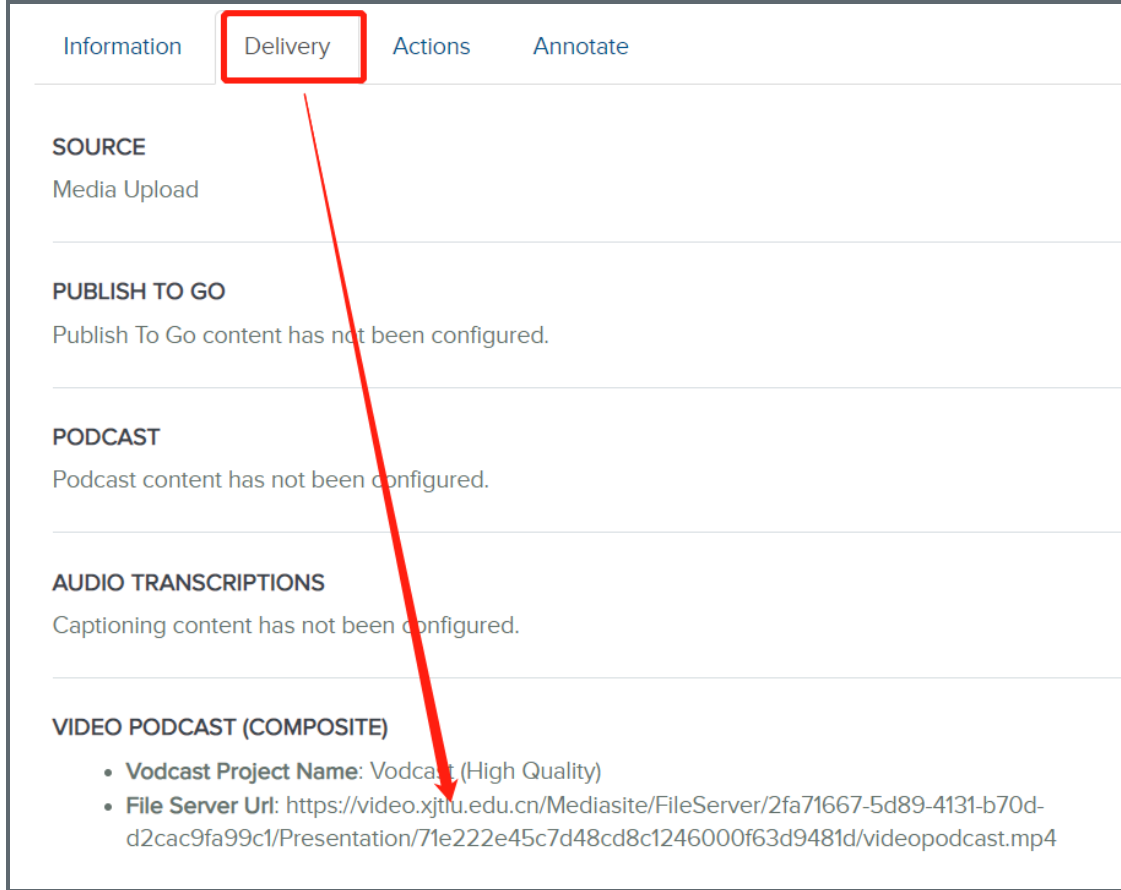 Information Delivery Actions Annotate
SOURCE
Media Upload
PUBLISH TO GO
Publish To Go content has not been configured.
PODCAST
Podcast content has not been configured.
AUDIO TRANSCRIPTIONS
Captioning content has not been configured.
VIDEO PODCAST (COMPOSITE)
• Vodcast Project Name: Vodcast (High Quality)
• File Server Url: https://video.xjtlu.edu.cn/Mediasite/FileServer/2fa71667-5d89-4131-b70d-
d2cac9fa99c1/Presentation/71e222e45c7d48cd8c1246000f63d9481d/videopodcast.mp4